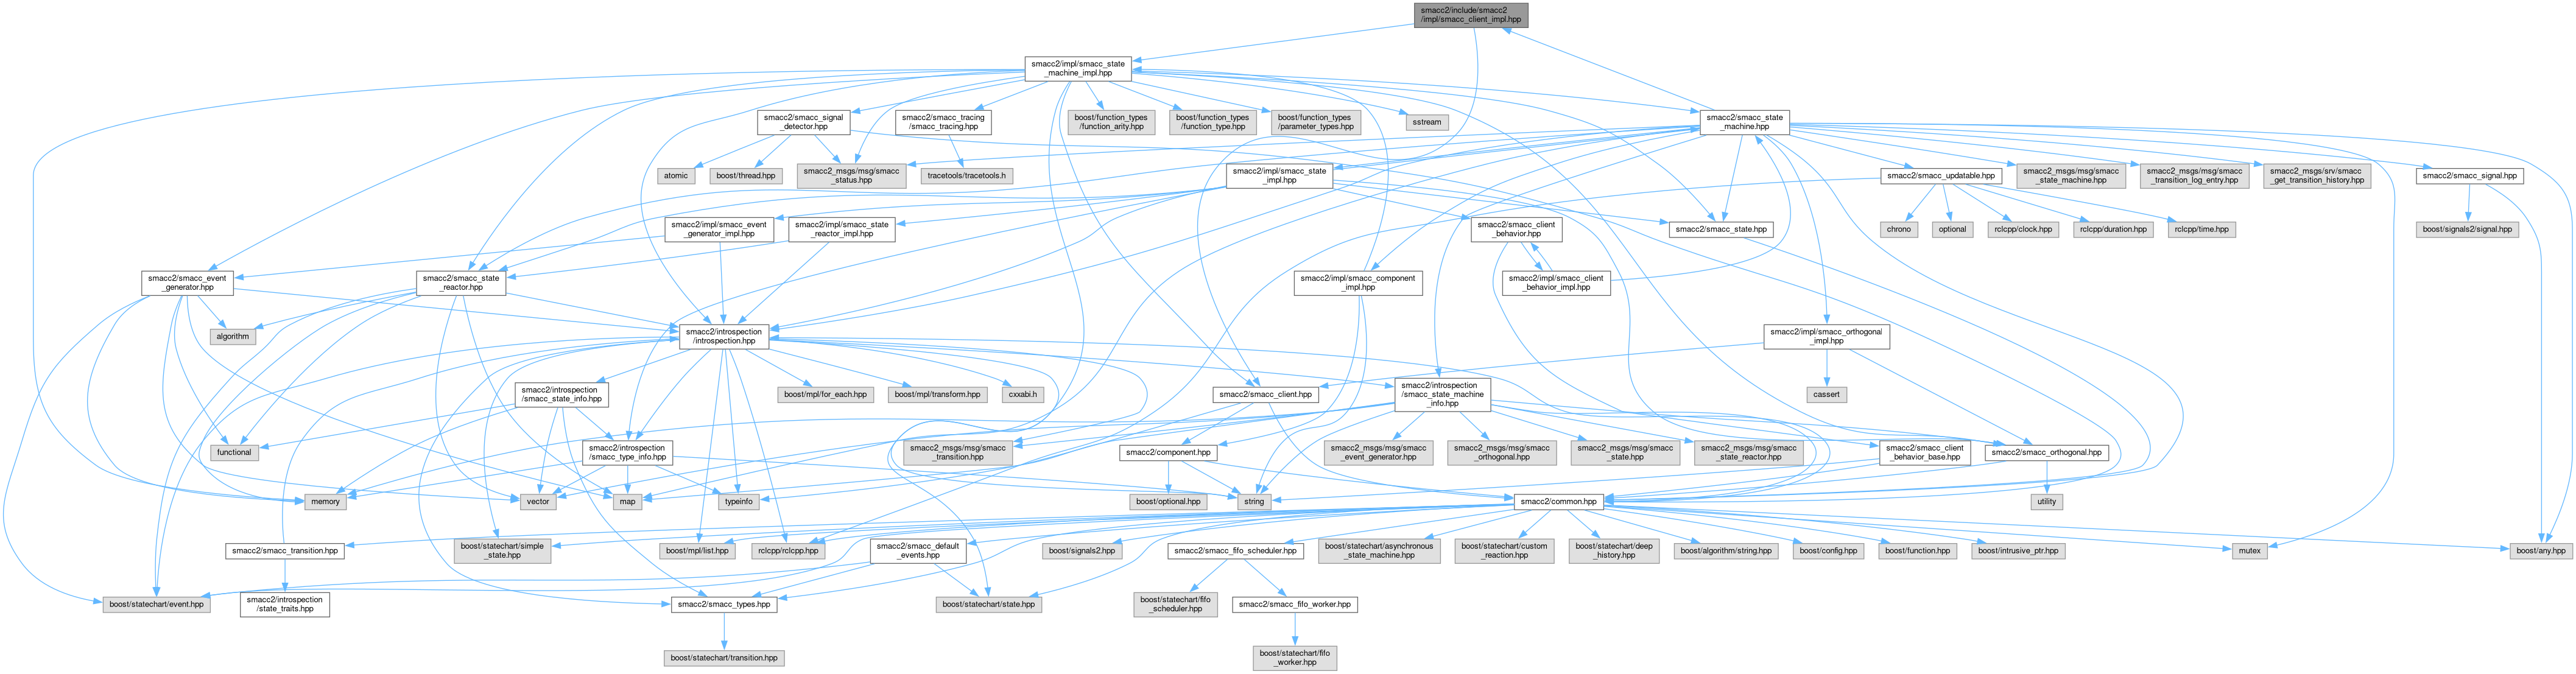 smacc2/include/smacc2
/impl/smacc_client_impl.hpp
smacc2/impl/smacc_state
_machine_impl.hpp
smacc2/smacc_signal
_detector.hpp
smacc2/smacc_tracing
/smacc_tracing.hpp
boost/function_types
/function_arity.hpp
boost/function_types
/function_type.hpp
boost/function_types
/parameter_types.hpp
sstream
smacc2/smacc_state
_machine.hpp
atomic
boost/thread.hpp
smacc2_msgs/msg/smacc
_status.hpp
tracetools/tracetools.h
smacc2/impl/smacc_state
_impl.hpp
smacc2/smacc_updatable.hpp
smacc2_msgs/msg/smacc
_state_machine.hpp
smacc2_msgs/msg/smacc
_transition_log_entry.hpp
smacc2_msgs/srv/smacc
_get_transition_history.hpp
smacc2/smacc_signal.hpp
smacc2/impl/smacc_event
_generator_impl.hpp
smacc2/impl/smacc_state
_reactor_impl.hpp
smacc2/smacc_client
_behavior.hpp
smacc2/smacc_state.hpp
chrono
optional
rclcpp/clock.hpp
rclcpp/duration.hpp
rclcpp/time.hpp
boost/signals2/signal.hpp
smacc2/smacc_event
_generator.hpp
smacc2/smacc_state
_reactor.hpp
smacc2/impl/smacc_component
_impl.hpp
smacc2/impl/smacc_client
_behavior_impl.hpp
algorithm
smacc2/introspection
/introspection.hpp
smacc2/impl/smacc_orthogonal
_impl.hpp
smacc2/introspection
/smacc_state_info.hpp
boost/mpl/for_each.hpp
boost/mpl/transform.hpp
cxxabi.h
smacc2/smacc_client.hpp
smacc2/introspection
/smacc_state_machine
_info.hpp
cassert
functional
smacc2/introspection
/smacc_type_info.hpp
smacc2_msgs/msg/smacc
_transition.hpp
smacc2/component.hpp
smacc2_msgs/msg/smacc
_event_generator.hpp
smacc2_msgs/msg/smacc
_orthogonal.hpp
smacc2_msgs/msg/smacc
_state.hpp
smacc2_msgs/msg/smacc
_state_reactor.hpp
smacc2/smacc_client
_behavior_base.hpp
smacc2/smacc_orthogonal.hpp
memory
vector
map
typeinfo
boost/optional.hpp
string
smacc2/common.hpp
utility
smacc2/smacc_transition.hpp
boost/statechart/simple
_state.hpp
boost/mpl/list.hpp
rclcpp/rclcpp.hpp
smacc2/smacc_default
_events.hpp
boost/signals2.hpp
smacc2/smacc_fifo_scheduler.hpp
boost/statechart/asynchronous
_state_machine.hpp
boost/statechart/custom
_reaction.hpp
boost/statechart/deep
_history.hpp
boost/algorithm/string.hpp
boost/config.hpp
boost/function.hpp
boost/intrusive_ptr.hpp
mutex
boost/any.hpp
boost/statechart/event.hpp
smacc2/introspection
/state_traits.hpp
smacc2/smacc_types.hpp
boost/statechart/state.hpp
boost/statechart/fifo
_scheduler.hpp
smacc2/smacc_fifo_worker.hpp
boost/statechart/transition.hpp
boost/statechart/fifo
_worker.hpp